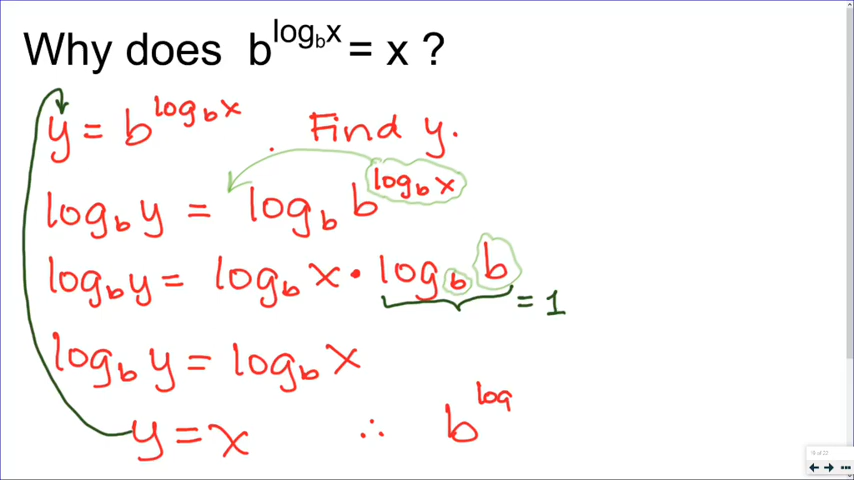 Why does b^log_b x = x ?
y = b^log_b x . Find y.
log_b y = log_b b^log_b x
log_b y = log_b x • log_b b = 1
log_b y = log_b x
y = x ∴ b^log